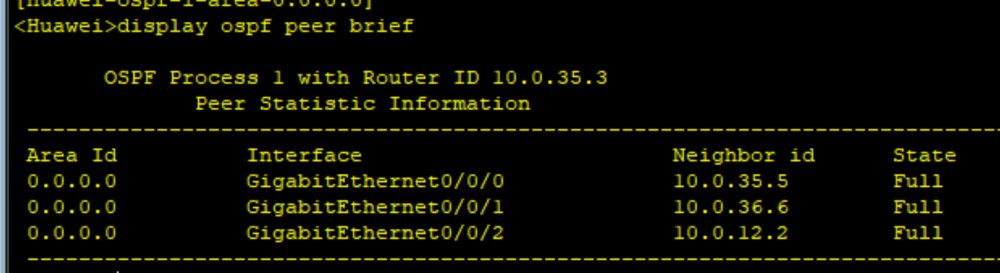 [Huawei-ospf-1-area-0.0.0.0]
<Huawei>display ospf peer brief
OSPF Process 1 with Router ID 10.0.35.3
Peer Statistic Information
----------------------------------------------------------------------------
Area Id Interface Neighbor id State
0.0.0.0 GigabitEthernet0/0/0 10.0.35.5 Full
0.0.0.0 GigabitEthernet0/0/1 10.0.36.6 Full
0.0.0.0 GigabitEthernet0/0/2 10.0.12.2 Full
----------------------------------------------------------------------------